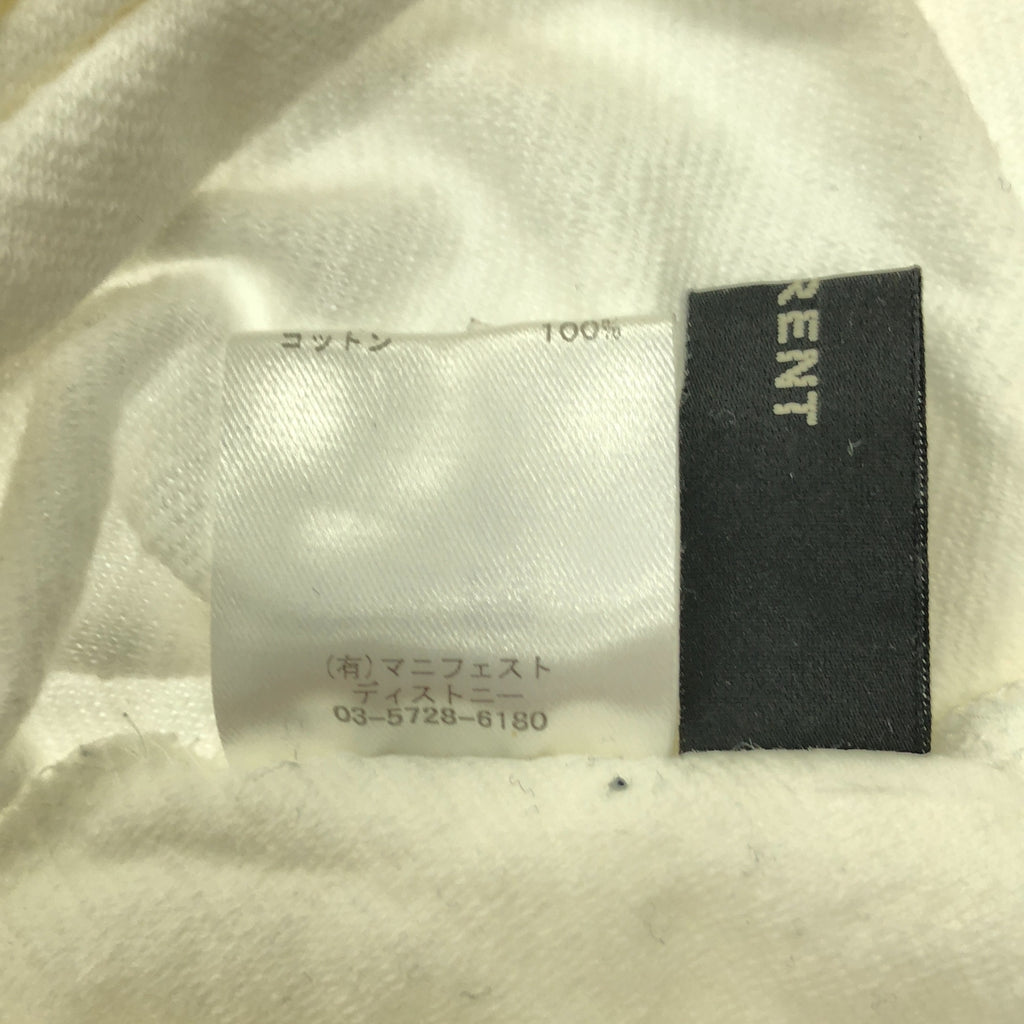 コットン 100%
(有)マニフェスト
ディストニー
03-5728-6180
RENT